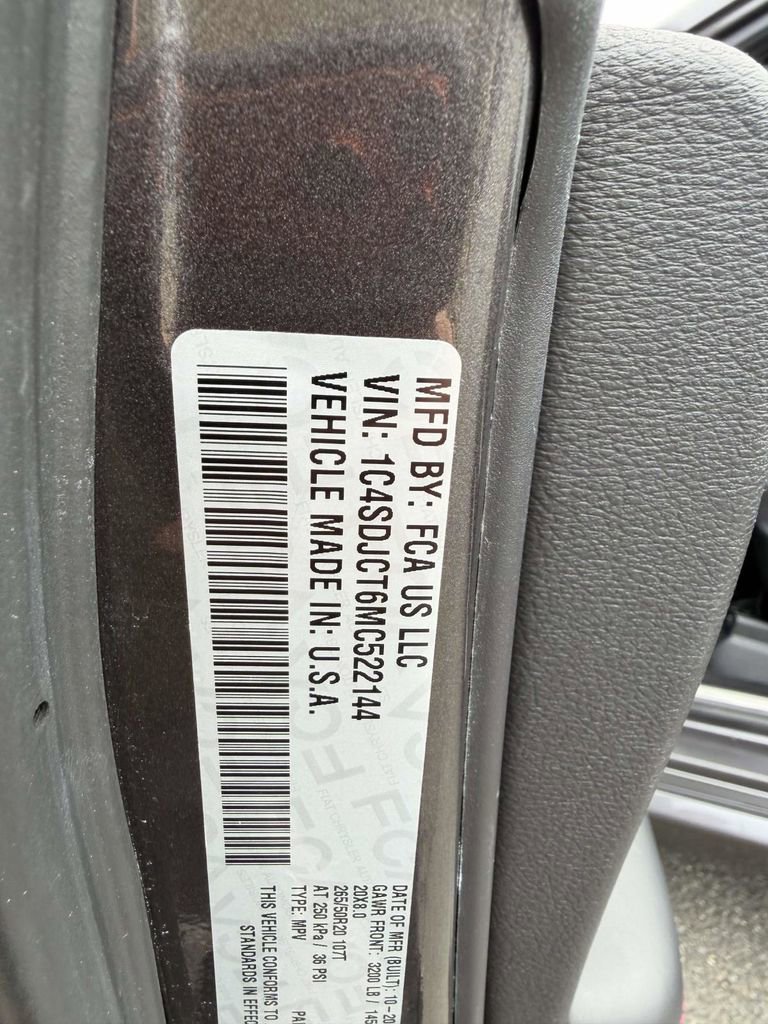 MFD BY: FCA US LLC
VIN: 1C4SDJCT6MC522144
VEHICLE MADE IN: U.S.A.
DATE OF MFR (BUILT): 10-20
GAWR FRONT: 3200 LB / 145
20X8.0
265/50R20 107T
AT 250 kPa / 36 PSI
TYPE: MPV PA
THIS VEHICLE CONFORMS TO
STANDARDS IN EFFEC